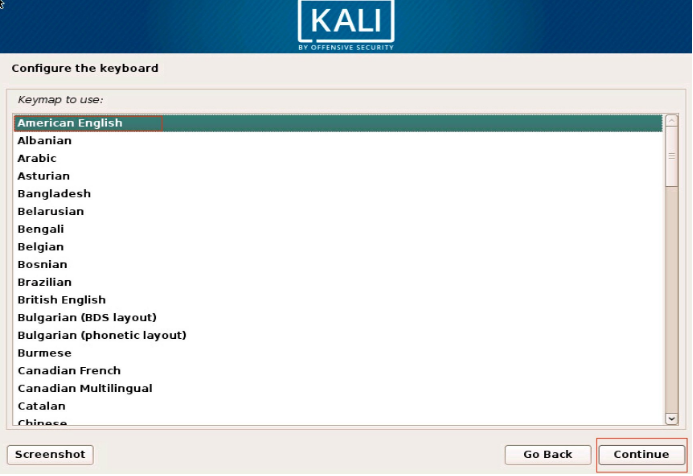 KALI
BY OFFENSIVE SECURITY
Configure the keyboard
Keymap to use:
American English
Albanian
Arabic
Asturian
Bangladesh
Belarusian
Bengali
Belgian
Bosnian
Brazilian
British English
Bulgarian (BDS layout)
Bulgarian (phonetic layout)
Burmese
Canadian French
Canadian Multilingual
Catalan
Chinese
Screenshot
Go Back
Continue